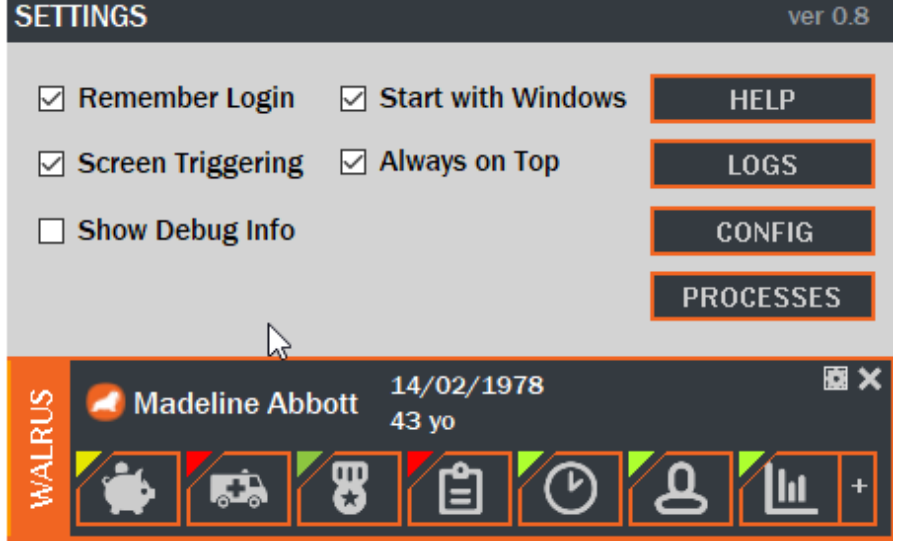 SETTINGS ver 0.8
Remember Login Start with Windows HELP
Screen Triggering Always on Top LOGS
Show Debug Info CONFIG
PROCESSES
WALRUS
Madeline Abbott 14/02/1978
43 yo
+